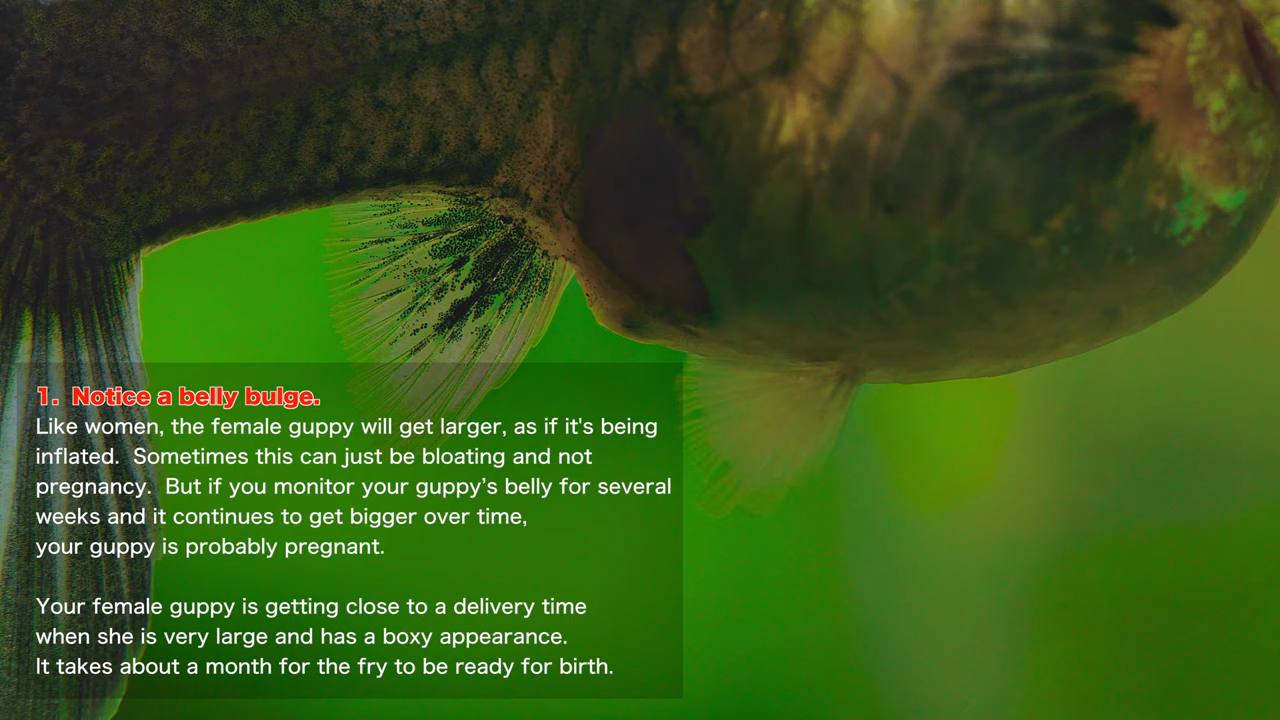 1.  Notice a belly bulge.
Like women, the female guppy will get larger, as if it's being
inflated.  Sometimes this can just be bloating and not
pregnancy.  But if you monitor your guppy’s belly for several
weeks and it continues to get bigger over time,
your guppy is probably pregnant.
Your female guppy is getting close to a delivery time
when she is very large and has a boxy appearance.
It takes about a month for the fry to be ready for birth.